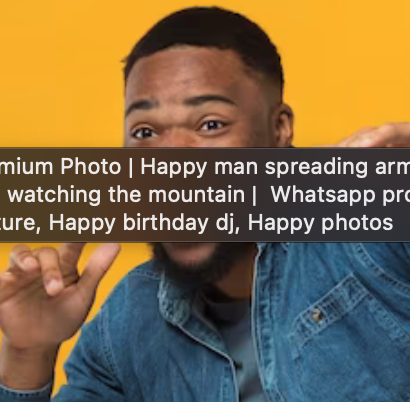 mium Photo | Happy man spreading arm
watching the mountain | Whatsapp pro
ture, Happy birthday dj, Happy photos